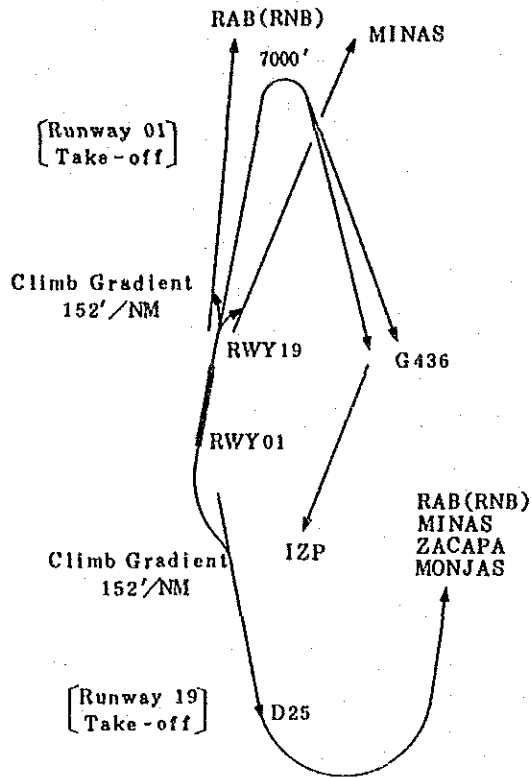 RAB(RNB)
7000'
MINAS
[Runway 01
Take-off]
Climb Gradient
152'/NM
RWY19
G436
RWY01
RAB(RNB)
MINAS
ZACAPA
MONJAS
IZP
Climb Gradient
152'/NM
[Runway 19
Take-off]
D25